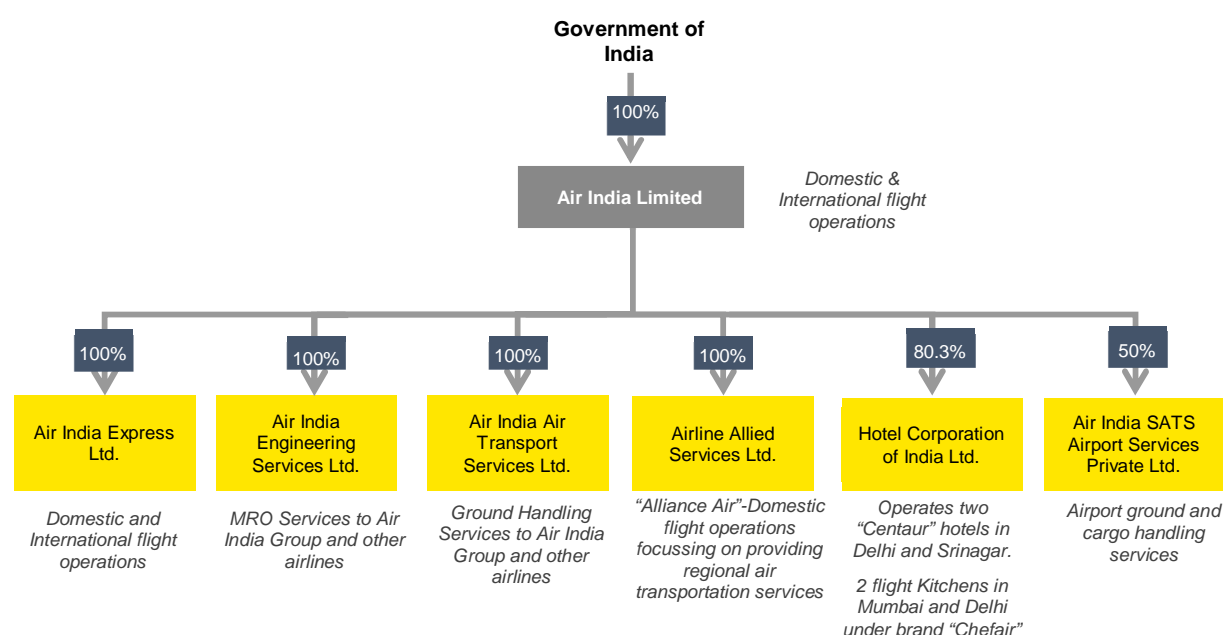 Government of
India
100%
Air India Limited
Domestic &
International flight
operations
100%
100%
100%
100%
80.3%
50%
Air India Express
Ltd.
Air India
Engineering
Services Ltd.
Air India Air
Transport
Services Ltd.
Airline Allied
Services Ltd.
Hotel Corporation
of India Ltd.
Air India SATS
Airport Services
Private Ltd.
Domestic and
International flight
operations
MRO Services to Air
India Group and other
airlines
Ground Handling
Services to Air India
Group and other
airlines
“Alliance Air”-Domestic
flight operations
focussing on providing
regional air
transportation services
Operates two
“Centaur” hotels in
Delhi and Srinagar.
2 flight Kitchens in
Mumbai and Delhi
under brand “Chefair”
Airport ground and
cargo handling
services